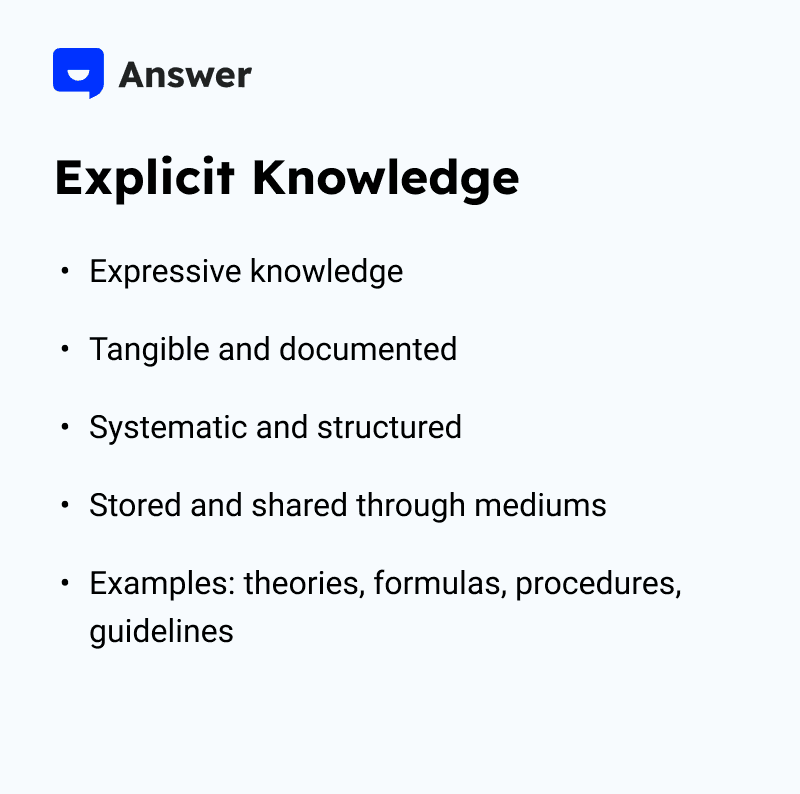 Answer
Explicit Knowledge
• Expressive knowledge
• Tangible and documented
• Systematic and structured
• Stored and shared through mediums
• Examples: theories, formulas, procedures,
guidelines